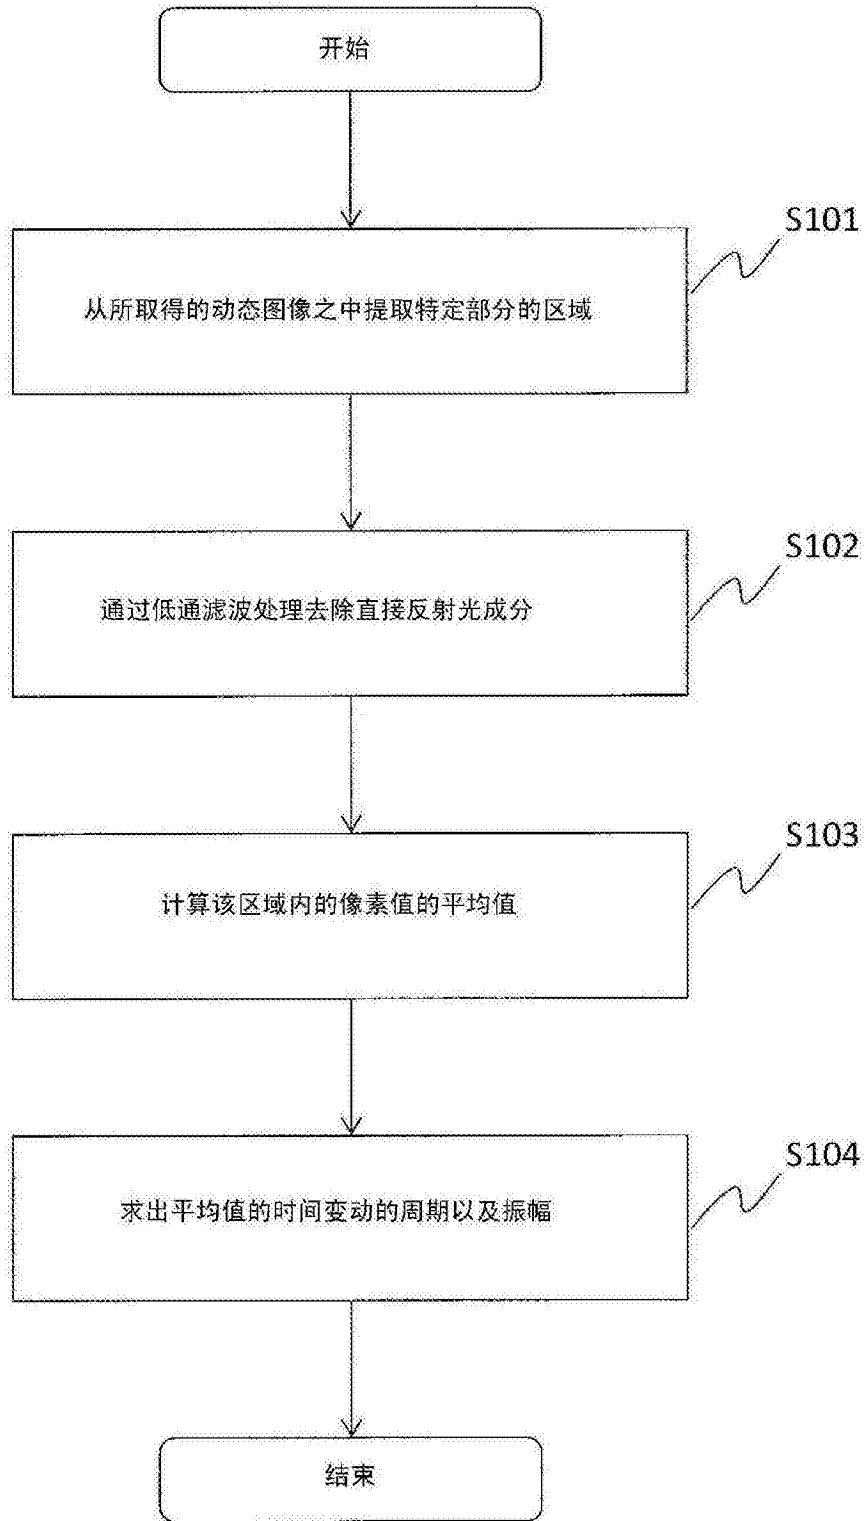 开始
S101
从所取得的动态图像之中提取特定部分的区域
S102
通过低通滤波处理去除直接反射光成分
S103
计算该区域内的像素值的平均值
S104
求出平均值的时间变动的周期以及振幅
结束